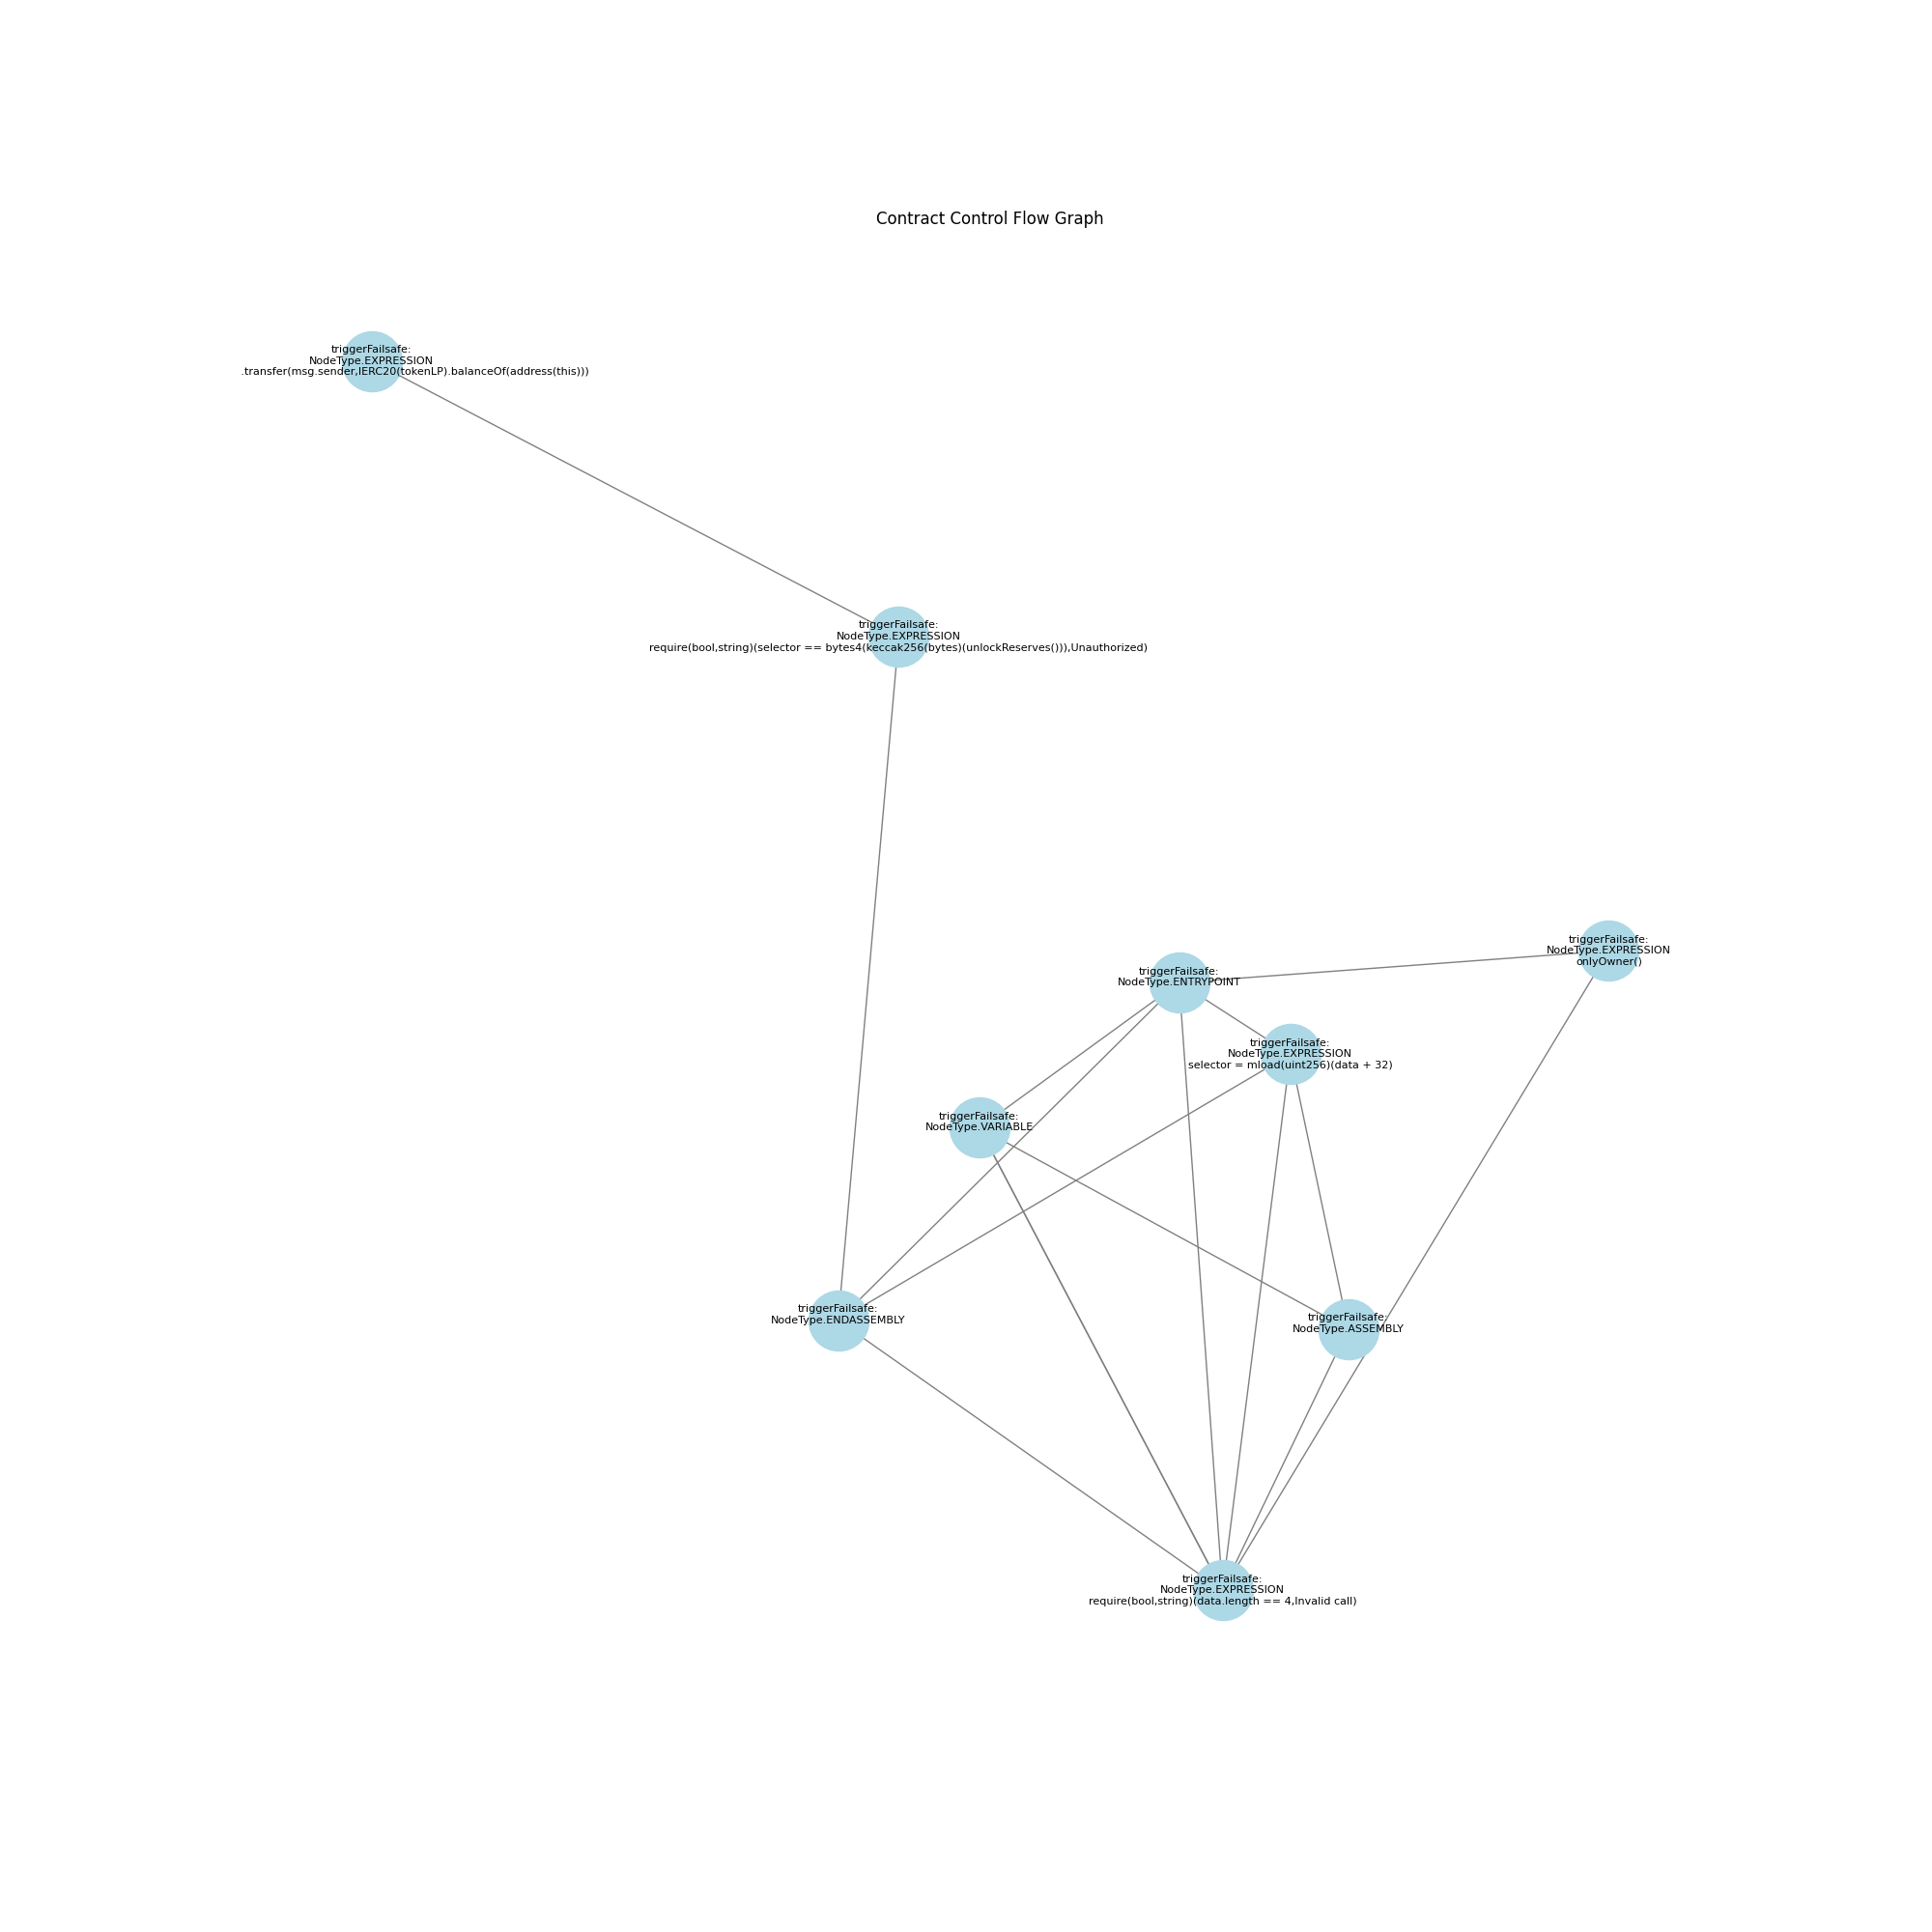 Contract Control Flow Graph
triggerFailsafe:
NodeType.EXPRESSION
.transfer(msg.sender,IERC20(tokenLP).balanceOf(address(this)))
triggerFailsafe:
NodeType.EXPRESSION
require(bool,string)(selector == bytes4(keccak256(bytes)(unlockReserves())),Unauthorized)
triggerFailsafe:
NodeType.EXPRESSION
onlyOwner()
triggerFailsafe:
NodeType.ENTRYPOINT
triggerFailsafe:
NodeType.EXPRESSION
selector = mload(uint256)(data + 32)
triggerFailsafe:
NodeType.VARIABLE
triggerFailsafe:
NodeType.ENDASSEMBLY
triggerFailsafe:
NodeType.ASSEMBLY
triggerFailsafe:
NodeType.EXPRESSION
require(bool,string)(data.length == 4,Invalid call)